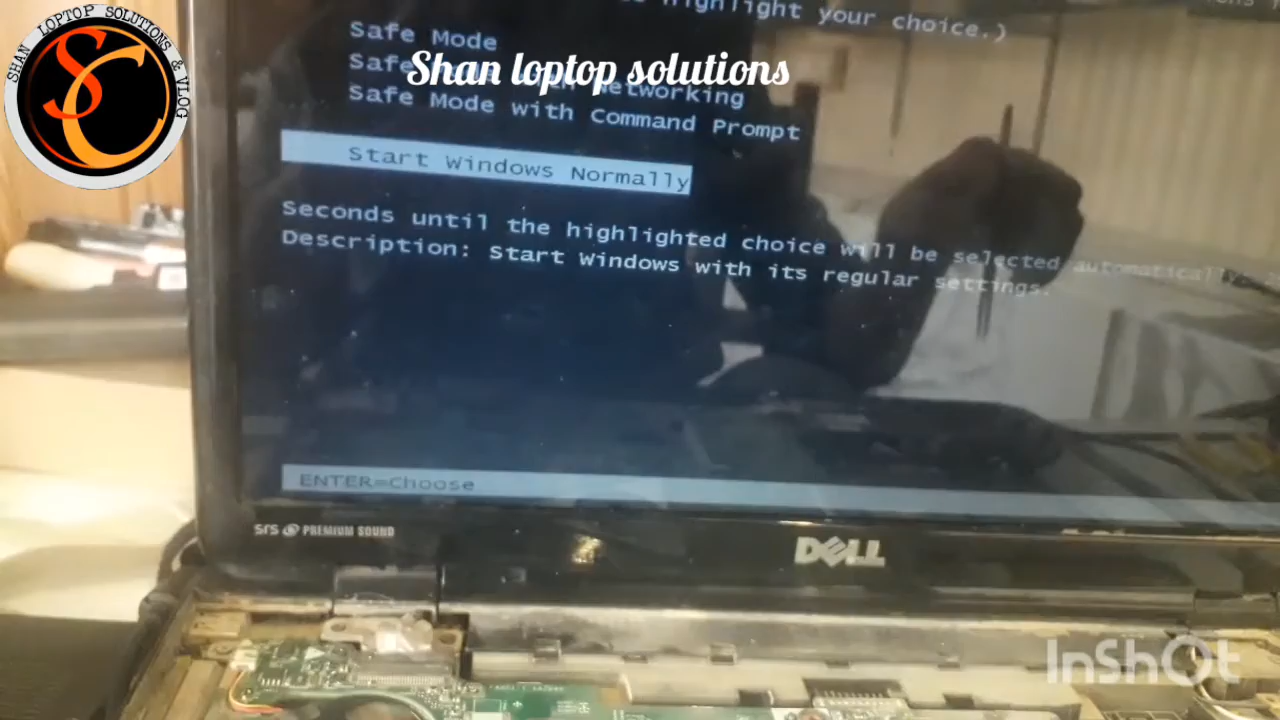 SHAN LOPTOP SOLUTIONS & VLOG
SC
highlight your choice.)
Safe Mode
Shan loptop solutions
Safe Networking
Safe Mode with Command Prompt
Start Windows Normally
Seconds until the highlighted choice will be selected automatically
Description: Start Windows with its regular settings.
ENTER=Choose
SRS PREMIUM SOUND
DELL
InShOt